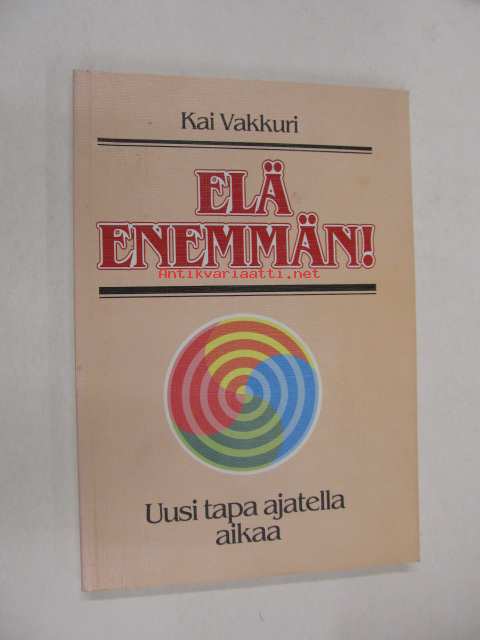 Kai Vakkuri
ELÄ
ENEMMÄN!
Antikvariaatti.net
Uusi tapa ajatella
aikaa